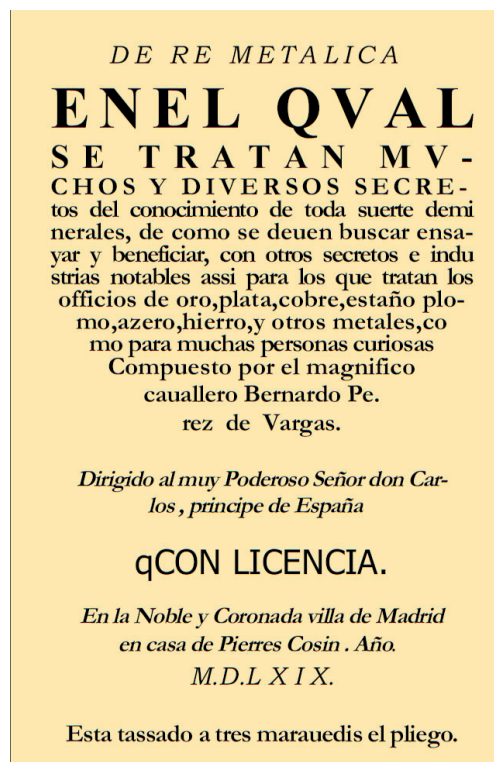 DE RE METALICA
ENEL QVAL
SE TRATAN MV-
CHOS Y DIVERSOS SECRE-
tos del conocimiento de toda suerte demi
nerales, de como se deuen buscar ensa-
yar y beneficiar, con otros secretos e indu
strias notables assi para los que tratan los
officios de oro,plata,cobre,estaño plo-
mo,azero,hierro,y otros metales,co
mo para muchas personas curiosas
Compuesto por el magnifico
cauallero Bernardo Pe.
rez de Vargas.
Dirigido al muy Poderoso Señor don Car-
los , principe de España
qCON LICENCIA.
En la Noble y Coronada villa de Madrid
en casa de Pierres Cosin . Año.
M.D.L X I X.
Esta tassado a tres marauedis el pliego.